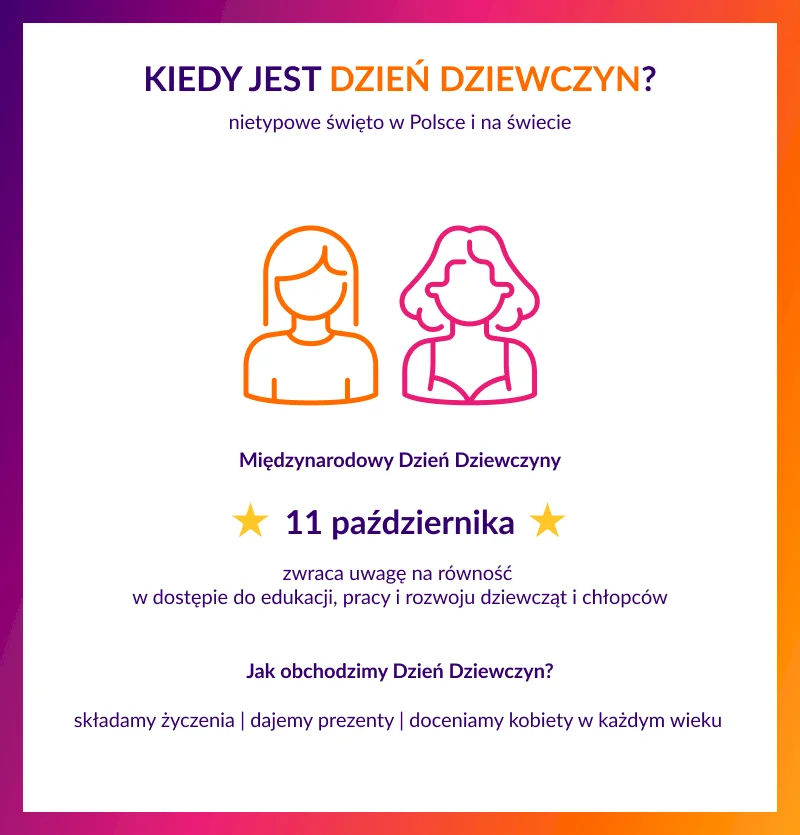 KIEDY JEST DZIEŃ DZIEWCZYN?
nietypowe święto w Polsce i na świecie
Międzynarodowy Dzień Dziewczyny
11 października
zwraca uwagę na równość
w dostępie do edukacji, pracy i rozwoju dziewcząt i chłopców
Jak obchodzimy Dzień Dziewczyn?
składamy życzenia | dajemy prezenty | doceniamy kobiety w każdym wieku